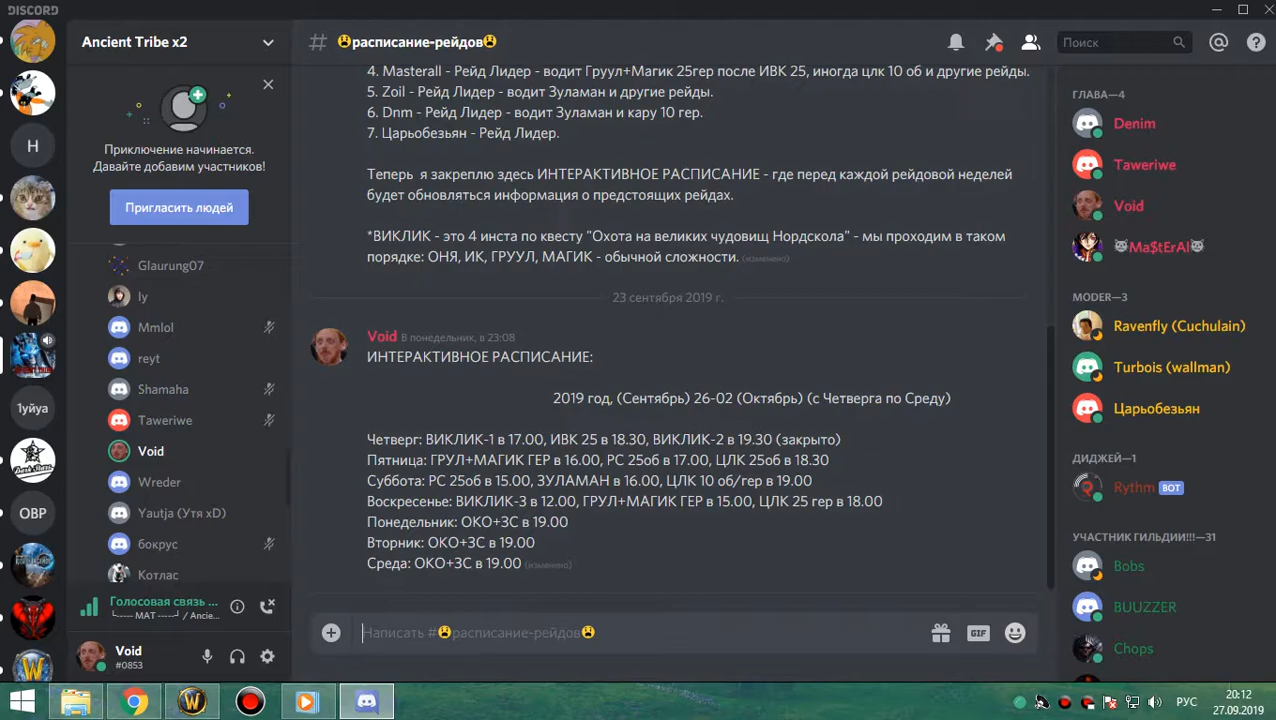 DISCORD
Ancient Tribe x2
Приключение начинается.
Давайте добавим участников!
Пригласить людей
Glaurung07
ly
Mmlol
reyt
Shamaha
Taweriwe
Void
Wreder
Yautja (Утя xD)
бокрус
Котлас
Голосовая связь ...
└----- МАТ -----┘ / Ancie...
Void
#0853
Н
1уйуа
ОВР
# 😫расписание-рейдов😫
Поиск
4. Masterall - Рейд Лидер - водит Груул+Магик 25гер после ИВК 25, иногда цлк 10 об и другие рейды.
5. Zoil - Рейд Лидер - водит Зуламан и другие рейды.
6. Dnm - Рейд Лидер - водит Зуламан и кару 10 гер.
7. Царьобезьян - Рейд Лидер.
Теперь я закреплю здесь ИНТЕРАКТИВНОЕ РАСПИСАНИЕ - где перед каждой рейдовой неделей
будет обновляться информация о предстоящих рейдах.
*ВИКЛИК - это 4 инста по квесту "Охота на великих чудовищ Нордскола" - мы проходим в таком
порядке: ОНЯ, ИК, ГРУУЛ, МАГИК - обычной сложности. (изменено)
23 сентября 2019 г.
Void В понедельник, в 23:08
ИНТЕРАКТИВНОЕ РАСПИСАНИЕ:
2019 год, (Сентябрь) 26-02 (Октябрь) (с Четверга по Среду)
Четверг: ВИКЛИК-1 в 17.00, ИВК 25 в 18.30, ВИКЛИК-2 в 19.30 (закрыто)
Пятница: ГРУЛ+МАГИК ГЕР в 16.00, РС 25об в 17.00, ЦЛК 25об в 18.30
Суббота: РС 25об в 15.00, ЗУЛАМАН в 16.00, ЦЛК 10 об/гер в 19.00
Воскресенье: ВИКЛИК-3 в 12.00, ГРУЛ+МАГИК ГЕР в 15.00, ЦЛК 25 гер в 18.00
Понедельник: ОКО+ЗС в 19.00
Вторник: ОКО+ЗС в 19.00
Среда: ОКО+ЗС в 19.00 (изменено)
Написать #😫расписание-рейдов😫
GIF
ГЛАВА—4
Denim
Taweriwe
Void
🐺Ma$tErAl🐺
MODER—3
Ravenfly (Cuchulain)
Turbois (wallman)
Царьобезьян
ДИДЖЕЙ—1
Rythm BOT
УЧАСТНИК ГИЛЬДИИ!!!—31
Bobs
BUUZZER
Chops
РУС
20:12
27.09.2019